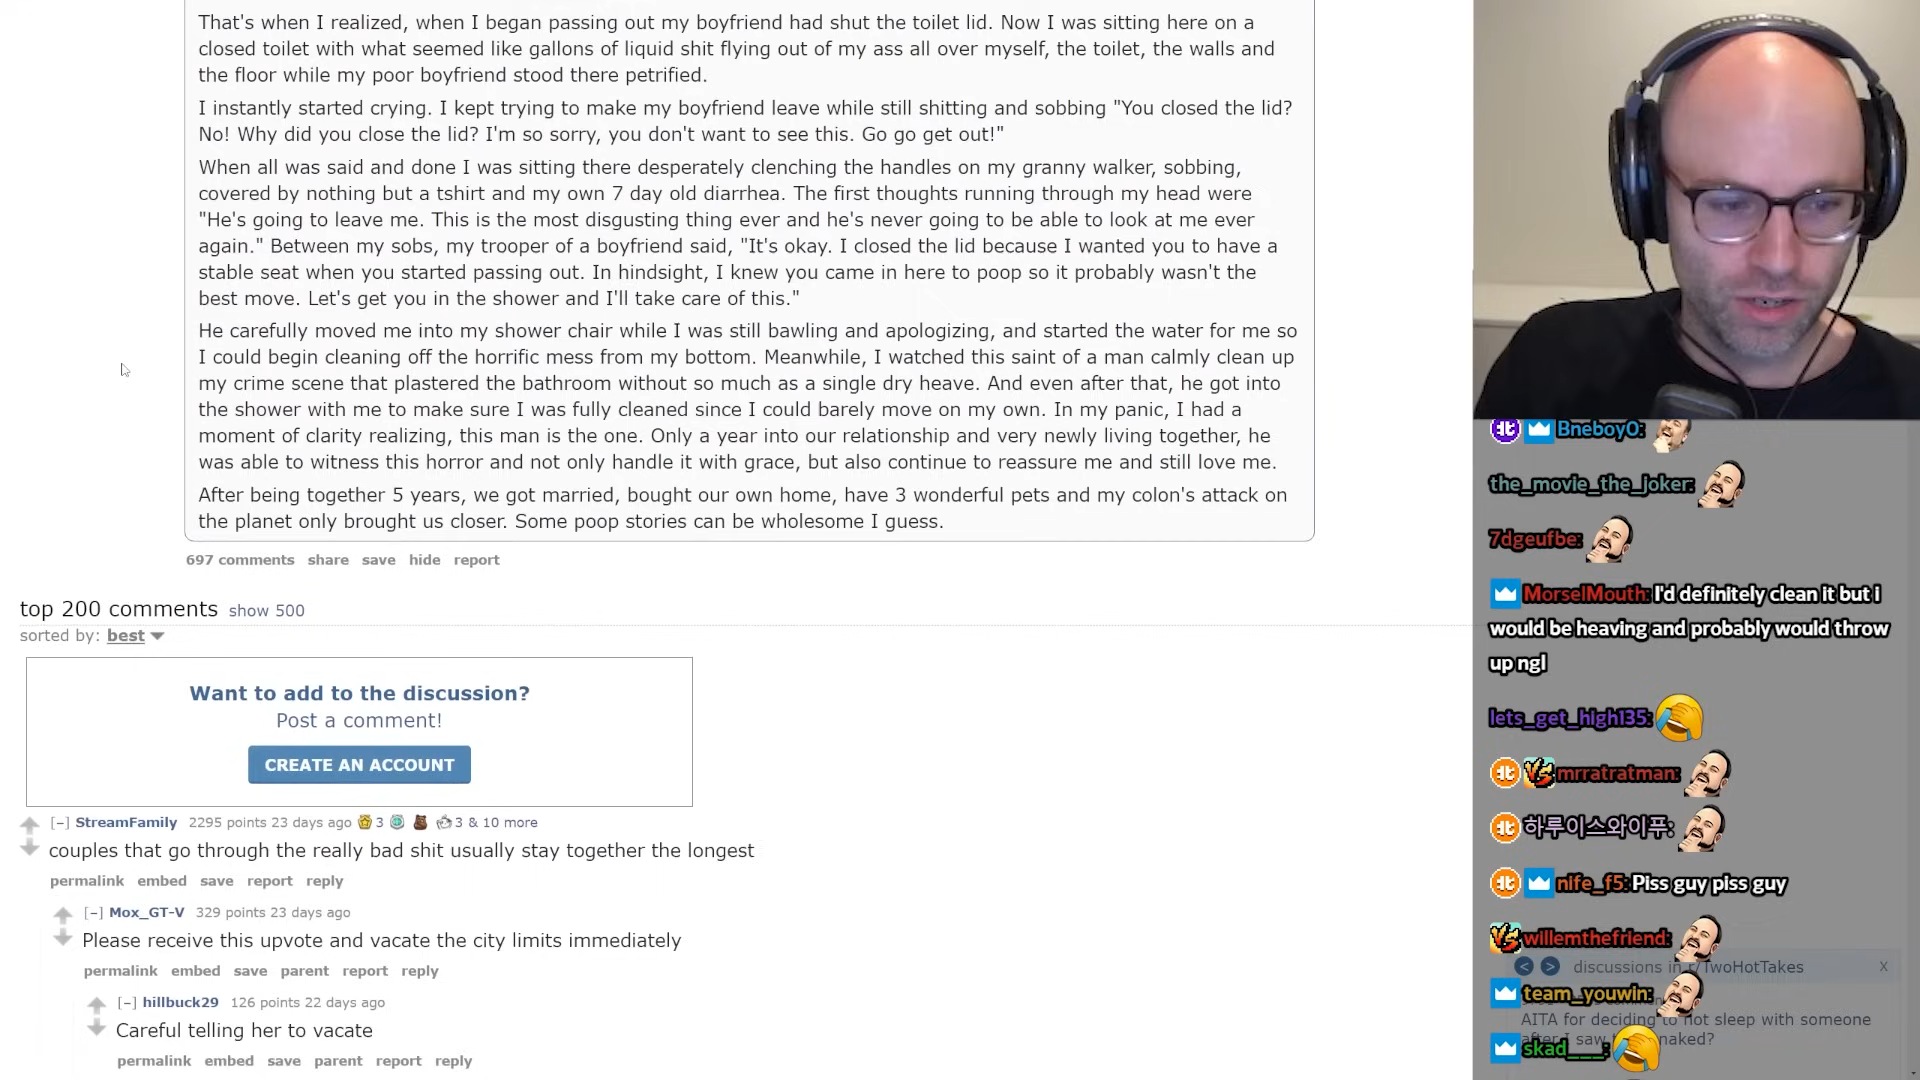 That's when I realized, when I began passing out my boyfriend had shut the toilet lid. Now I was sitting here on a
closed toilet with what seemed like gallons of liquid shit flying out of my ass all over myself, the toilet, the walls and
the floor while my poor boyfriend stood there petrified.
I instantly started crying. I kept trying to make my boyfriend leave while still shitting and sobbing "You closed the lid?
No! Why did you close the lid? I'm so sorry, you don't want to see this. Go go get out!"
When all was said and done I was sitting there desperately clenching the handles on my granny walker, sobbing,
covered by nothing but a tshirt and my own 7 day old diarrhea. The first thoughts running through my head were
"He's going to leave me. This is the most disgusting thing ever and he's never going to be able to look at me ever
again." Between my sobs, my trooper of a boyfriend said, "It's okay. I closed the lid because I wanted you to have a
stable seat when you started passing out. In hindsight, I knew you came in here to poop so it probably wasn't the
best move. Let's get you in the shower and I'll take care of this."
He carefully moved me into my shower chair while I was still bawling and apologizing, and started the water for me so
I could begin cleaning off the horrific mess from my bottom. Meanwhile, I watched this saint of a man calmly clean up
my crime scene that plastered the bathroom without so much as a single dry heave. And even after that, he got into
the shower with me to make sure I was fully cleaned since I could barely move on my own. In my panic, I had a
moment of clarity realizing, this man is the one. Only a year into our relationship and very newly living together, he
was able to witness this horror and not only handle it with grace, but also continue to reassure me and still love me.
After being together 5 years, we got married, bought our own home, have 3 wonderful pets and my colon's attack on
the planet only brought us closer. Some poop stories can be wholesome I guess.
697 comments share save hide report
top 200 comments show 500
sorted by: best
Want to add to the discussion?
Post a comment!
CREATE AN ACCOUNT
[–] StreamFamily 2295 points 23 days ago 3 3 & 10 more
couples that go through the really bad shit usually stay together the longest
permalink embed save report reply
[–] Mox_GT-V 329 points 23 days ago
Please receive this upvote and vacate the city limits immediately
permalink embed save parent report reply
[–] hillbuck29 126 points 22 days ago
Careful telling her to vacate
permalink embed save parent report reply
BneboyO:
the_movie_the_joker:
7dgeufbe:
MorselMouth: I'd definitely clean it but i
would be heaving and probably would throw
up ngl
lets_get_high135:
mrratratman:
하루이스와이푸:
nife_f5: Piss guy piss guy
willemthefriend:
< > discussions in r/TwoHotTakes X
team_youwin:
AITA for deciding to not sleep with someone
after I saw naked?
skad___: